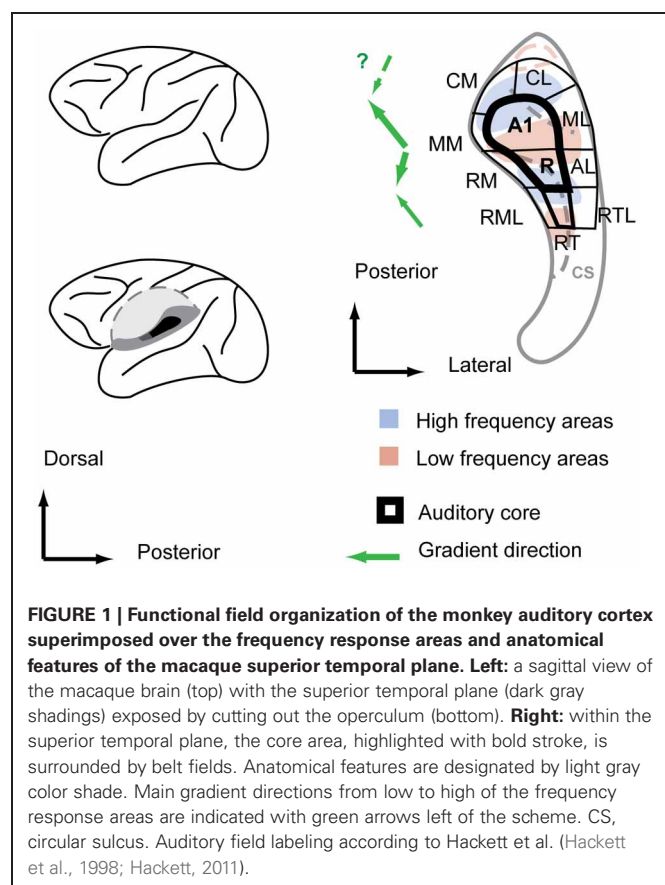 ?
CM
CL
A1
ML
MM
R
AL
RM
RML
RTL
RT
CS
Posterior
Lateral
High frequency areas
Low frequency areas
Dorsal
Auditory core
Posterior
Gradient direction
FIGURE 1 | Functional field organization of the monkey auditory cortex
superimposed over the frequency response areas and anatomical
features of the macaque superior temporal plane. Left: a sagittal view of
the macaque brain (top) with the superior temporal plane (dark gray
shadings) exposed by cutting out the operculum (bottom). Right: within the
superior temporal plane, the core area, highlighted with bold stroke, is
surrounded by belt fields. Anatomical features are designated by light gray
color shade. Main gradient directions from low to high of the frequency
response areas are indicated with green arrows left of the scheme. CS,
circular sulcus. Auditory field labeling according to Hackett et al. (Hackett
et al., 1998; Hackett, 2011).